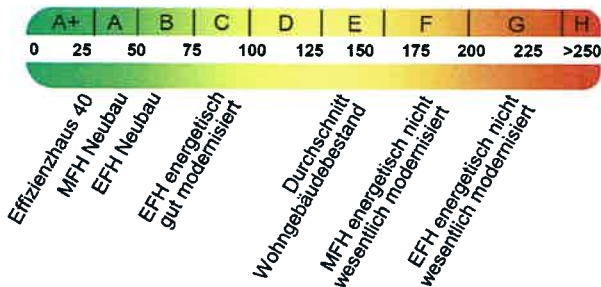 A+ A B C D E F G H
0 25 50 75 100 125 150 175 200 225 >250
Effizienzhaus 40
MFH Neubau
EFH Neubau
EFH energetisch
gut modernisiert
Durchschnitt
Wohngebäudebestand
MFH energetisch nicht
wesentlich modernisiert
EFH energetisch nicht
wesentlich modernisiert